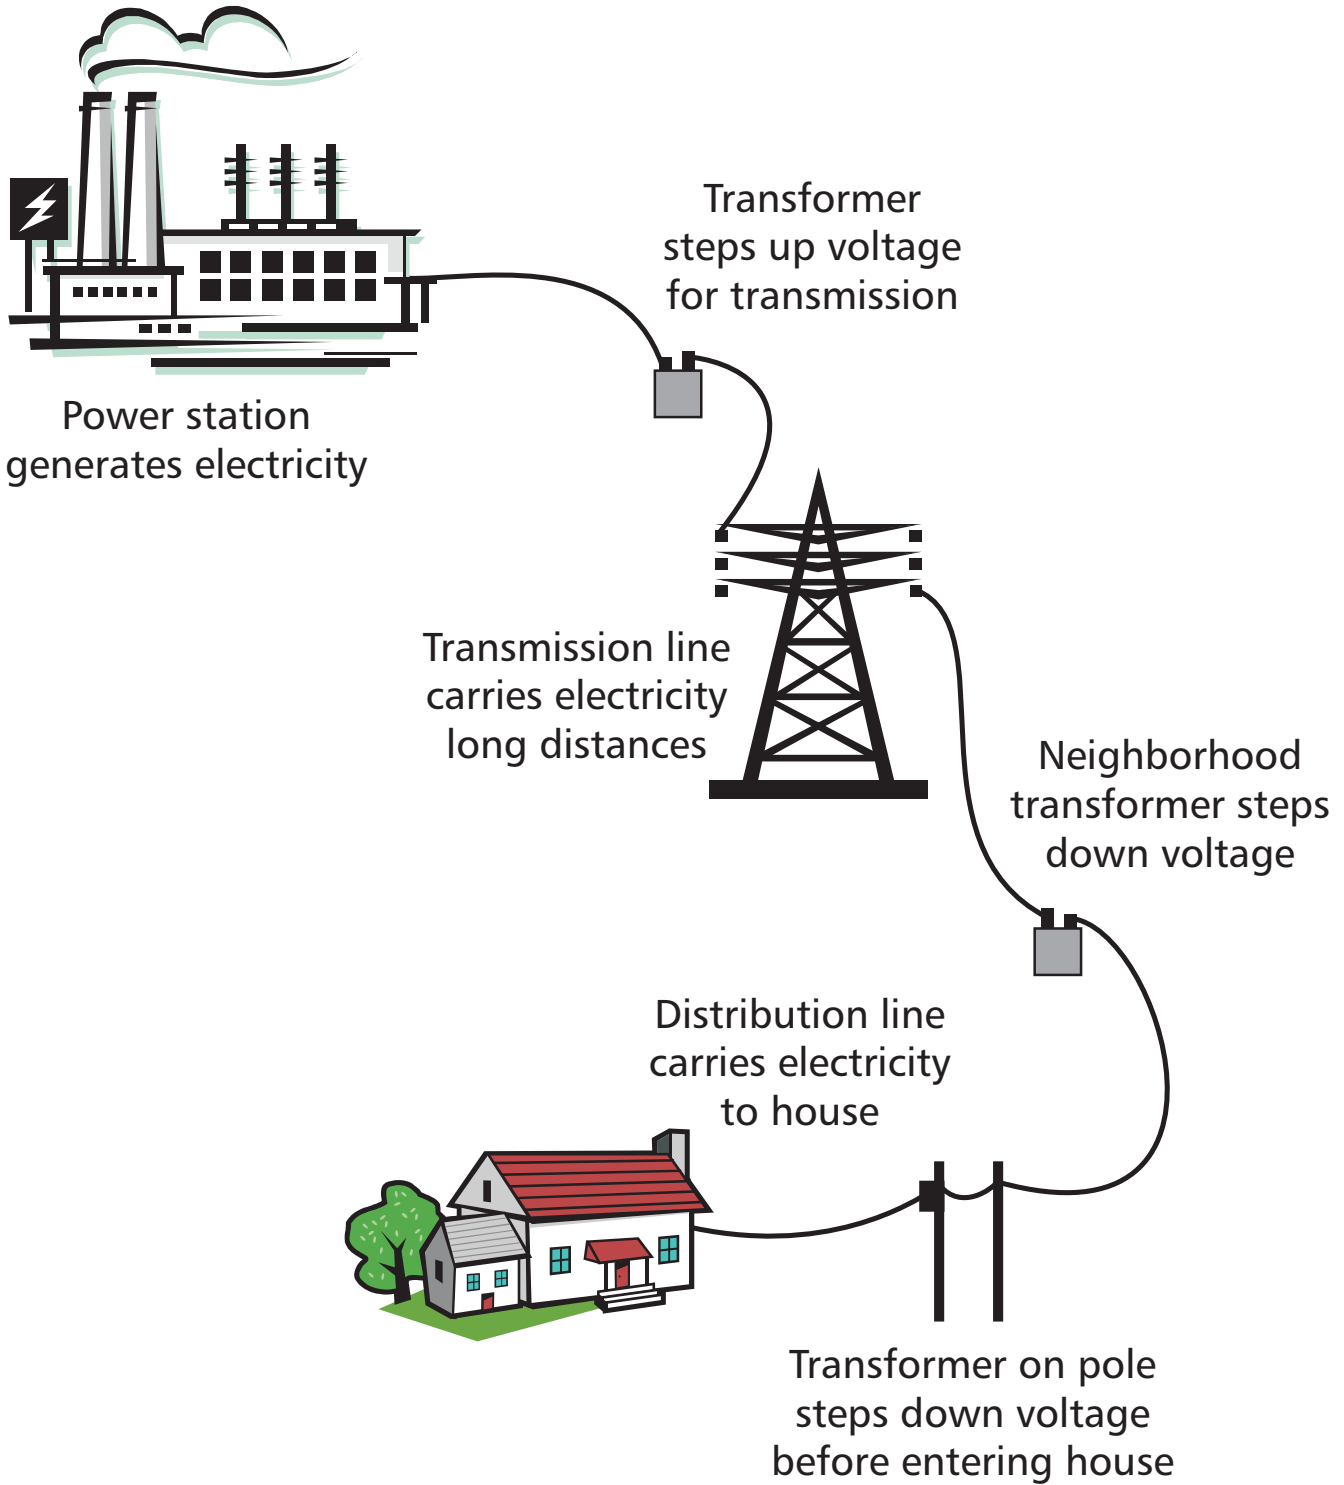 Power station
generates electricity
Transformer
steps up voltage
for transmission
Transmission line
carries electricity
long distances
Neighborhood
transformer steps
down voltage
Distribution line
carries electricity
to house
Transformer on pole
steps down voltage
before entering house